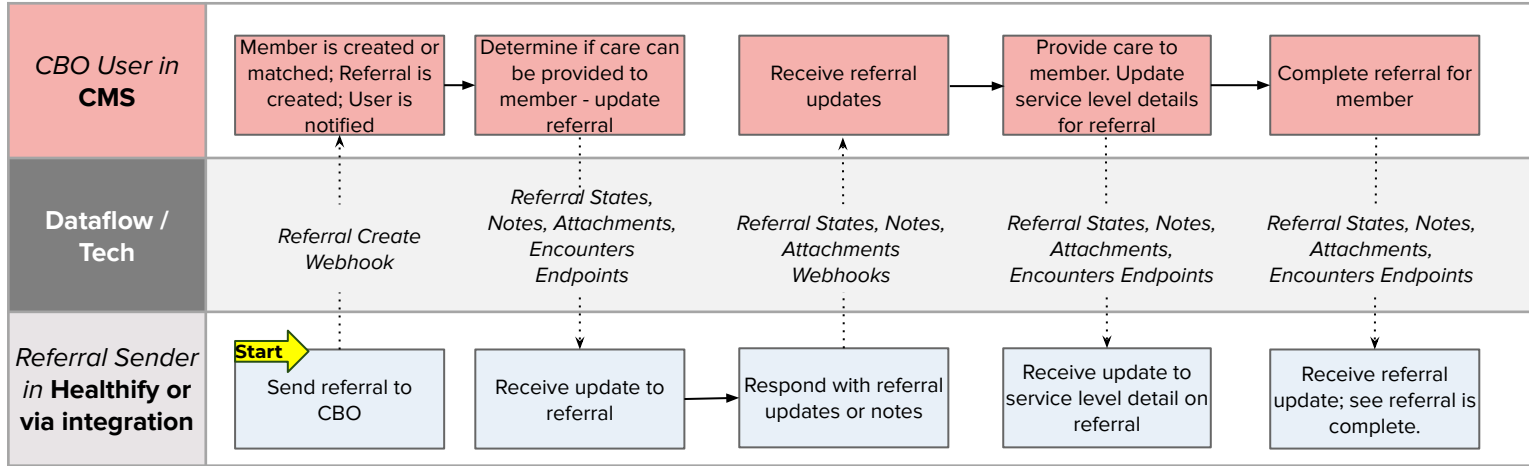 CBO User in
CMS
Member is created or
matched; Referral is
created; User is
notified
Determine if care can
be provided to
member - update
referral
Receive referral
updates
Provide care to
member. Update
service level details
for referral
Complete referral for
member
Dataflow /
Tech
Referral Create
Webhook
Referral States,
Notes, Attachments,
Encounters
Endpoints
Referral States, Notes,
Attachments
Webhooks
Referral States, Notes,
Attachments,
Encounters Endpoints
Referral States, Notes,
Attachments,
Encounters Endpoints
Referral Sender
in Healthify or
via integration
Start
Send referral to
CBO
Receive update to
referral
Respond with referral
updates or notes
Receive update to
service level detail on
referral
Receive referral
update; see referral is
complete.